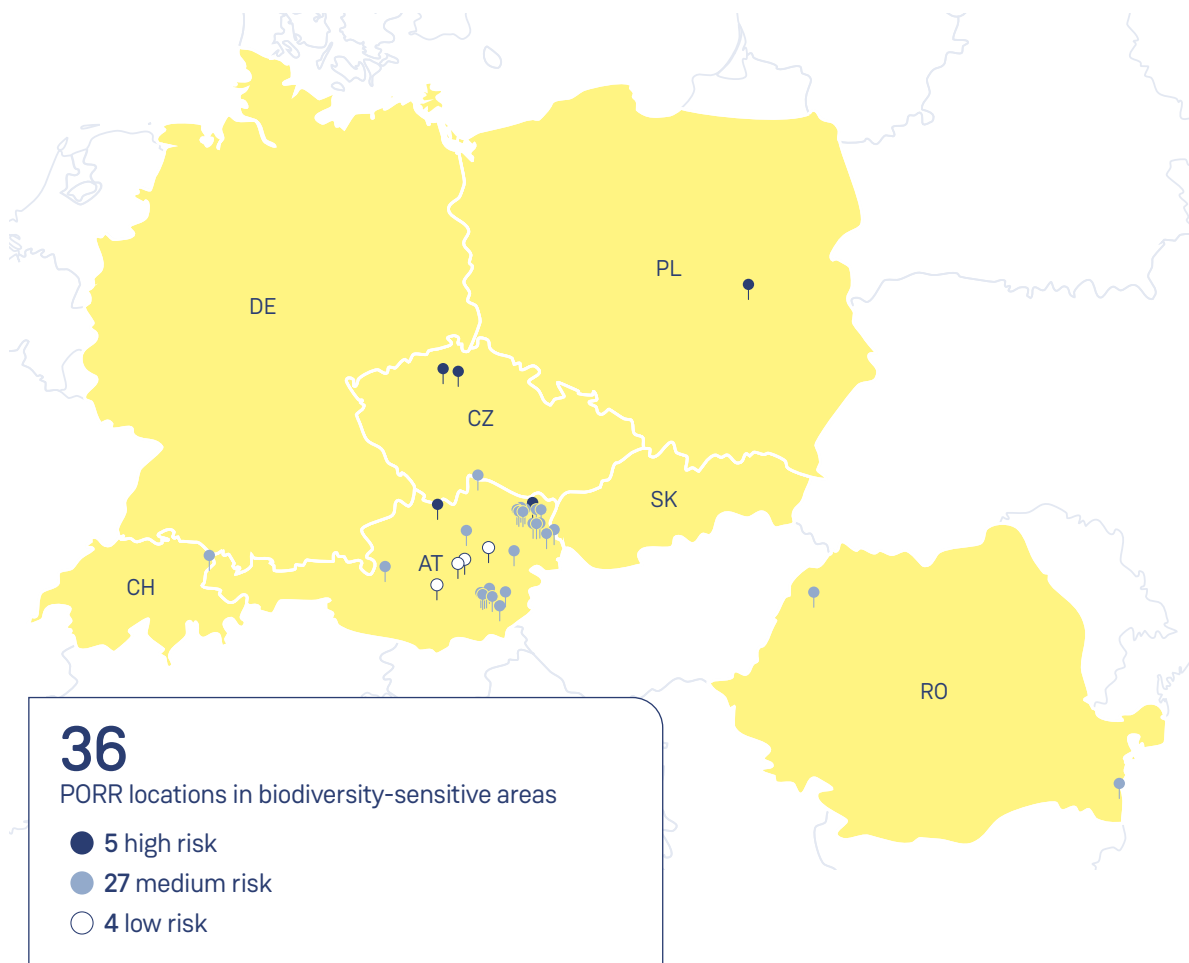 PL
DE
CZ
SK
AT
CH
RO
36
PORR locations in biodiversity-sensitive areas
5 high risk
27 medium risk
4 low risk